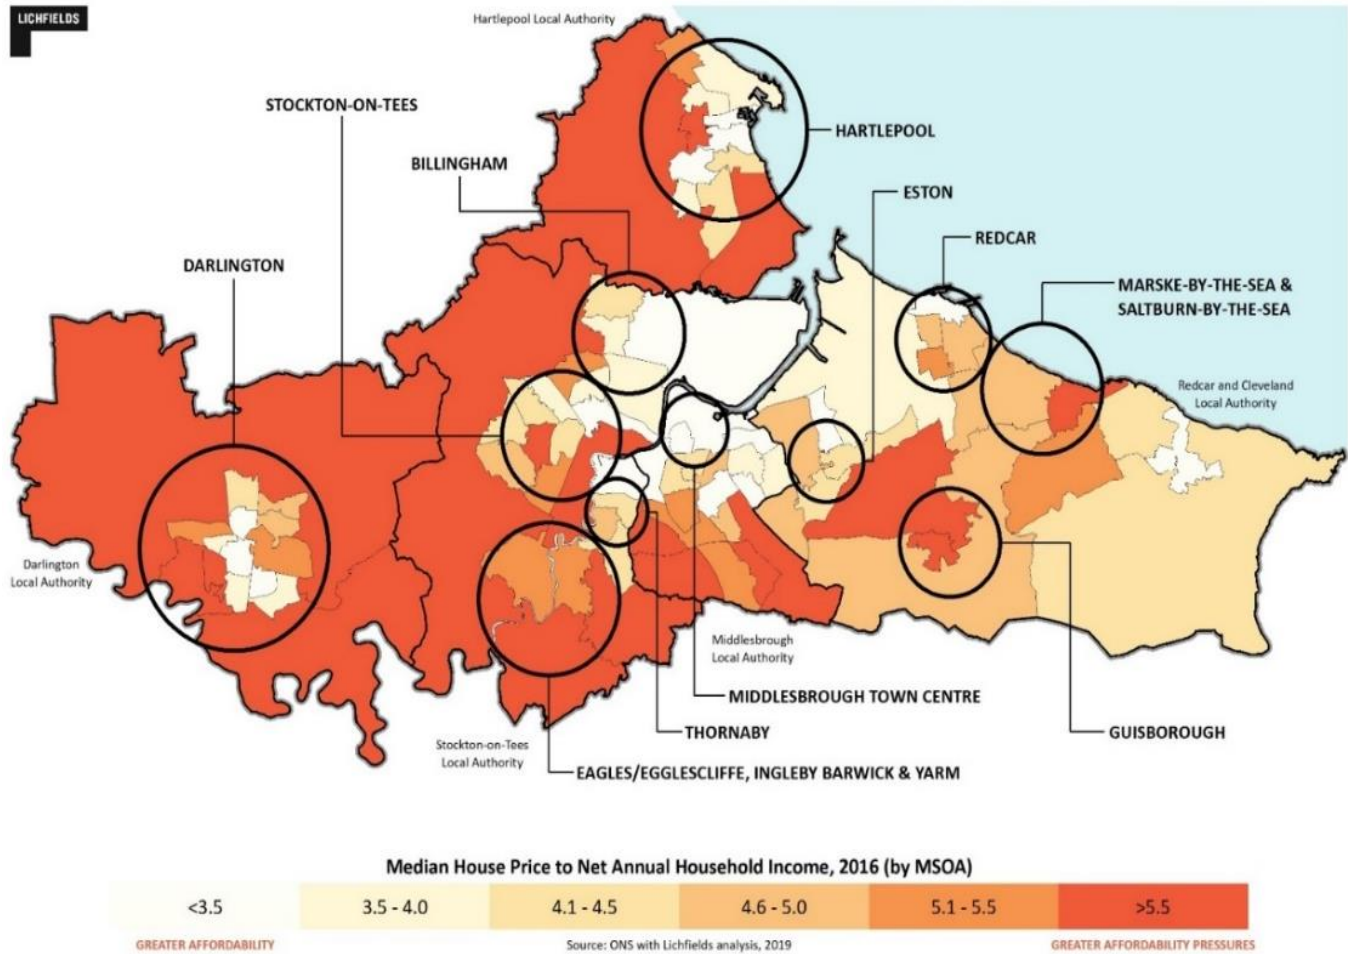 LICHFIELDS
Hartlepool Local Authority
STOCKTON-ON-TEES
HARTLEPOOL
BILLINGHAM
ESTON
REDCAR
DARLINGTON
MARSKE-BY-THE-SEA &
SALTBURN-BY-THE-SEA
Redcar and Cleveland
Local Authority
Darlington
Local Authority
Middlesbrough
Local Authority
MIDDLESBROUGH TOWN CENTRE
THORNABY
GUISBOROUGH
Stockton-on-Tees
Local Authority
EAGLES/EGGLESCLIFFE, INGLEBY BARWICK & YARM
Median House Price to Net Annual Household Income, 2016 (by MSOA)
<3.5
3.5 - 4.0
4.1 - 4.5
4.6 - 5.0
5.1 - 5.5
>5.5
GREATER AFFORDABILITY
Source: ONS with Lichfields analysis, 2019
GREATER AFFORDABILITY PRESSURES